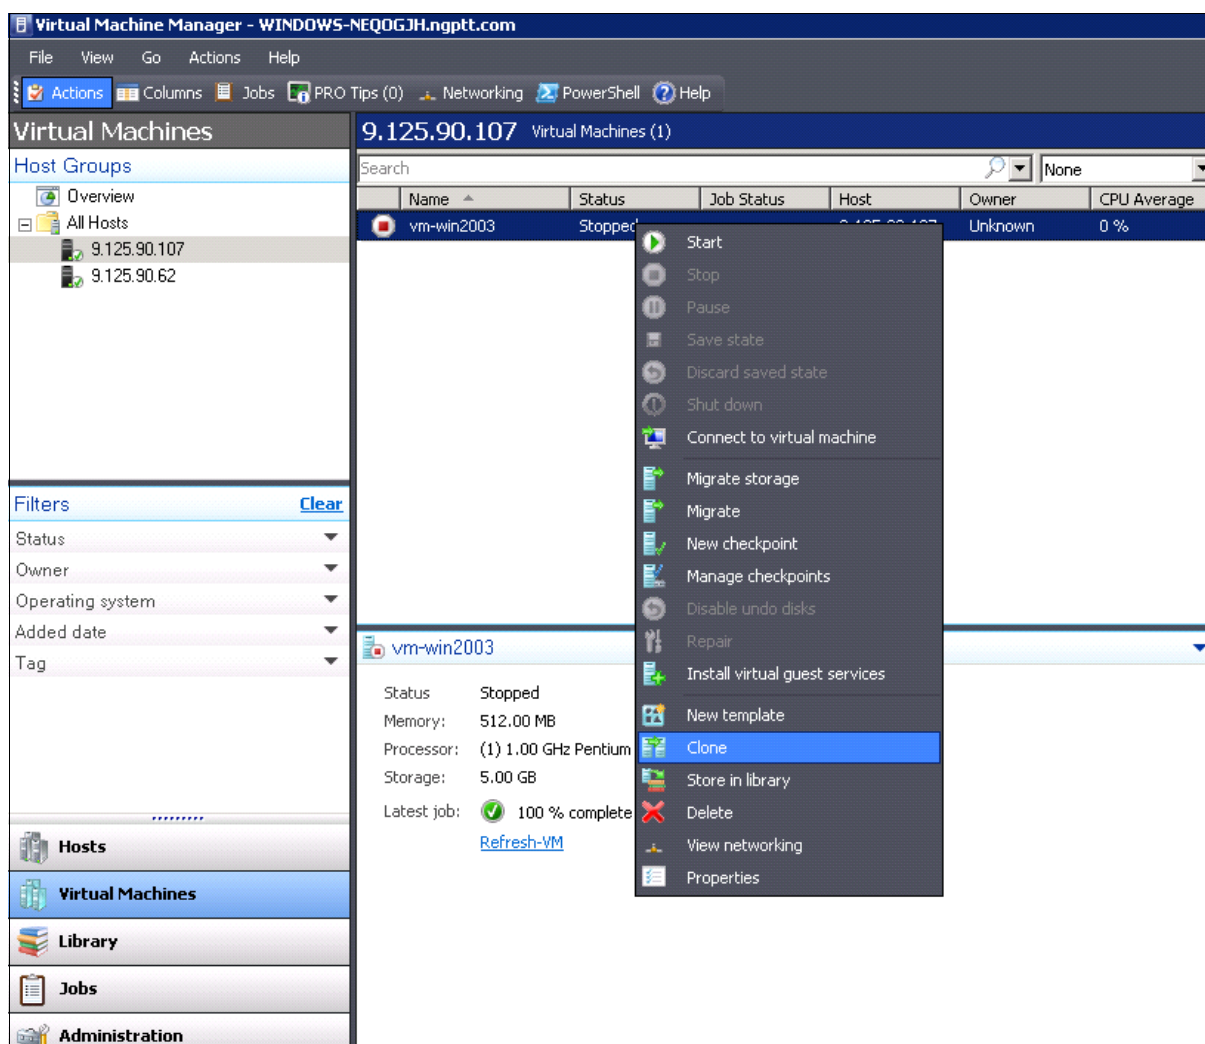 Virtual Machine Manager - WINDOWS-NEQOGJH.ngptt.com
File View Go Actions Help
Actions Columns Jobs PRO Tips (0) Networking PowerShell Help
Virtual Machines
9.125.90.107 Virtual Machines (1)
Host Groups
Search
None
Overview
All Hosts
9.125.90.107
9.125.90.62
Name Status Job Status Host Owner CPU Average
vm-win2003 Stopped Unknown 0 %
Start
Stop
Pause
Save state
Discard saved state
Shut down
Connect to virtual machine
Migrate storage
Migrate
New checkpoint
Manage checkpoints
Disable undo disks
Repair
Install virtual guest services
New template
Clone
Store in library
Delete
View networking
Properties
Filters Clear
Status
Owner
Operating system
Added date
Tag
vm-win2003
Status Stopped
Memory: 512.00 MB
Processor: (1) 1.00 GHz Pentium
Storage: 5.00 GB
Latest job: 100 % complete
Refresh-VM
Hosts
Virtual Machines
Library
Jobs
Administration